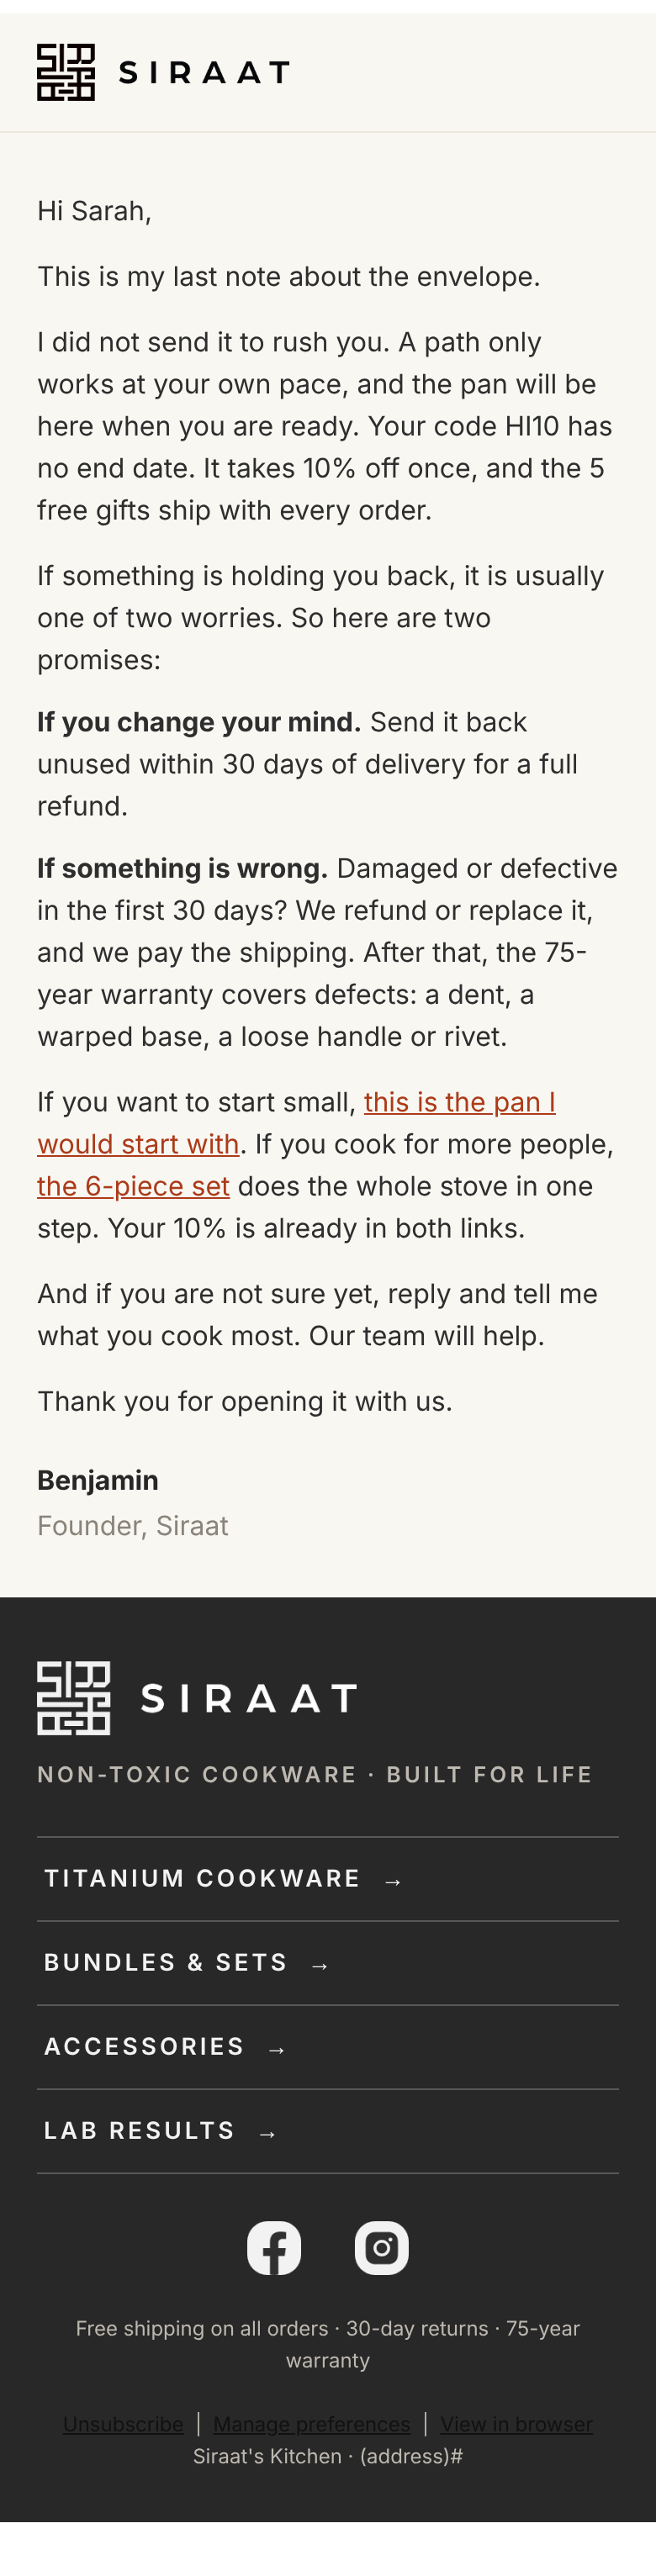 SIRAAT
Hi Sarah,
This is my last note about the envelope.
I did not send it to rush you. A path only
works at your own pace, and the pan will be
here when you are ready. Your code HI10 has
no end date. It takes 10% off once, and the 5
free gifts ship with every order.
If something is holding you back, it is usually
one of two worries. So here are two
promises:
If you change your mind. Send it back
unused within 30 days of delivery for a full
refund.
If something is wrong. Damaged or defective
in the first 30 days? We refund or replace it,
and we pay the shipping. After that, the 75-
year warranty covers defects: a dent, a
warped base, a loose handle or rivet.
If you want to start small, this is the pan I
would start with. If you cook for more people,
the 6-piece set does the whole stove in one
step. Your 10% is already in both links.
And if you are not sure yet, reply and tell me
what you cook most. Our team will help.
Thank you for opening it with us.
Benjamin
Founder, Siraat
SIRAAT
NON-TOXIC COOKWARE · BUILT FOR LIFE
TITANIUM COOKWARE →
BUNDLES & SETS →
ACCESSORIES →
LAB RESULTS →
Free shipping on all orders · 30-day returns · 75-year
warranty
Unsubscribe | Manage preferences | View in browser
Siraat's Kitchen · (address)#